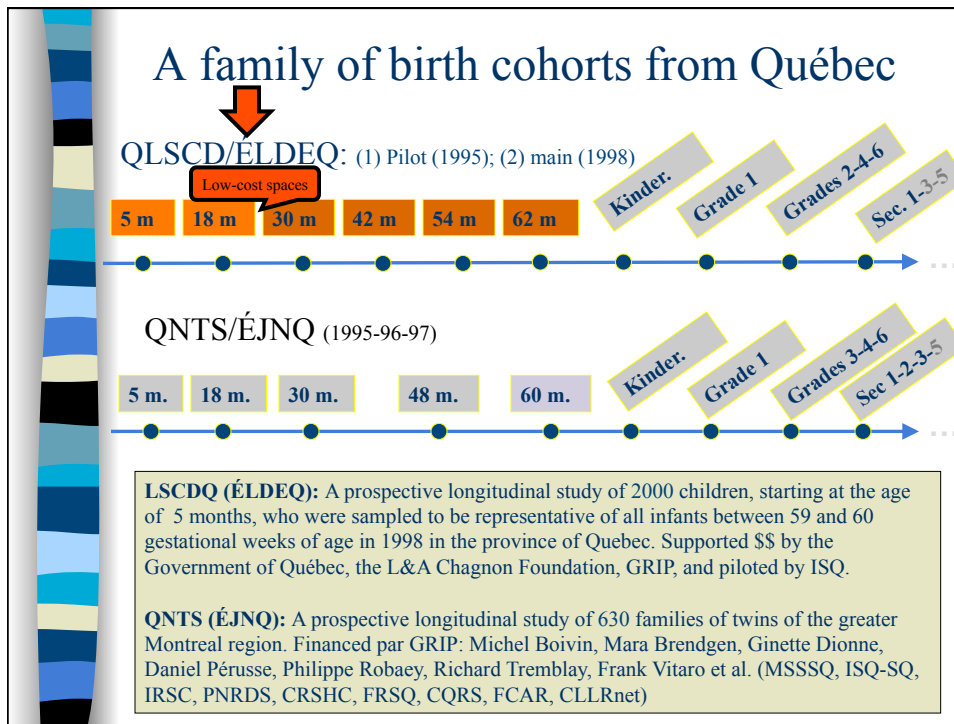 A family of birth cohorts from Québec
QLSCD/ÉLDEQ: (1) Pilot (1995); (2) main (1998)
Low-cost spaces
5 m 18 m 30 m 42 m 54 m 62 m Kinder. Grade 1 Grades 2-4-6 Sec. 1-3-5
...
QNTS/ÉJNQ (1995-96-97)
5 m. 18 m. 30 m. 48 m. 60 m. Kinder. Grade 1 Grades 3-4-6 Sec 1-2-3-5
...
LSCDQ (ÉLDEQ): A prospective longitudinal study of 2000 children, starting at the age
of 5 months, who were sampled to be representative of all infants between 59 and 60
gestational weeks of age in 1998 in the province of Quebec. Supported $$ by the
Government of Québec, the L&A Chagnon Foundation, GRIP, and piloted by ISQ.
QNTS (ÉJNQ): A prospective longitudinal study of 630 families of twins of the greater
Montreal region. Financed par GRIP: Michel Boivin, Mara Brendgen, Ginette Dionne,
Daniel Pérusse, Philippe Robaey, Richard Tremblay, Frank Vitaro et al. (MSSSQ, ISQ-SQ,
IRSC, PNRDS, CRSHC, FRSQ, CQRS, FCAR, CLLRnet)